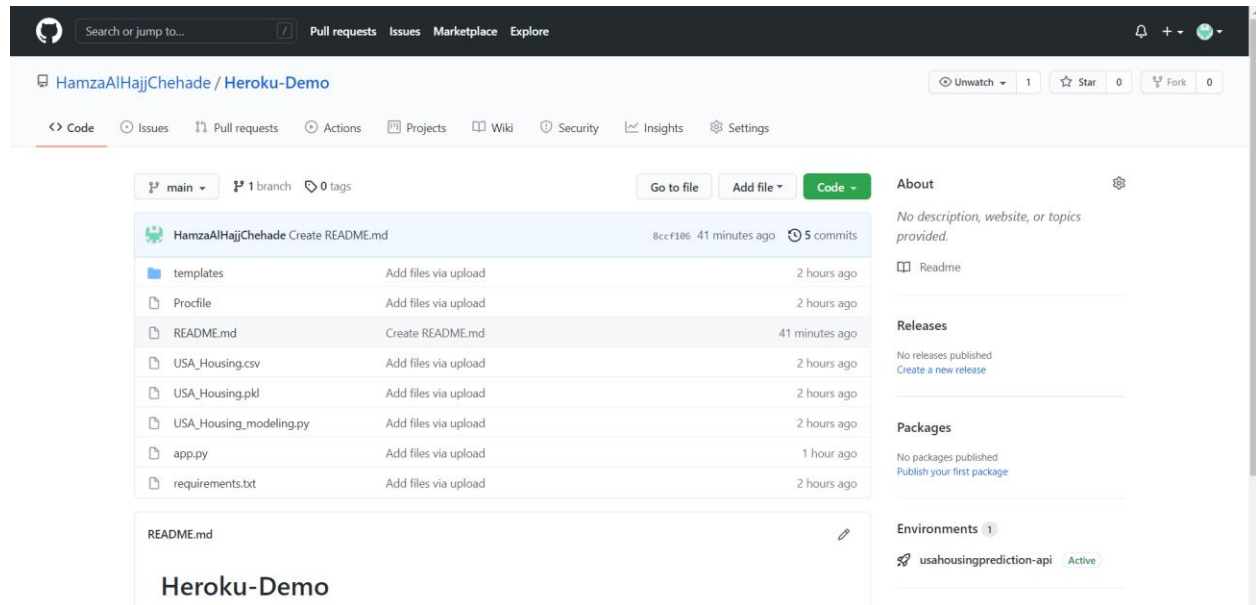 Search or jump to... / Pull requests Issues Marketplace Explore
HamzaAlHajjChehade / Heroku-Demo
Unwatch 1 Star 0 Fork 0
Code Issues Pull requests Actions Projects Wiki Security Insights Settings
main 1 branch 0 tags Go to file Add file Code
HamzaAlHajjChehade Create README.md 8ccf106 41 minutes ago 5 commits
templates Add files via upload 2 hours ago
Procfile Add files via upload 2 hours ago
README.md Create README.md 41 minutes ago
USA_Housing.csv Add files via upload 2 hours ago
USA_Housing.pkl Add files via upload 2 hours ago
USA_Housing_modeling.py Add files via upload 2 hours ago
app.py Add files via upload 1 hour ago
requirements.txt Add files via upload 2 hours ago
README.md
Heroku-Demo
About
No description, website, or topics
provided.
Readme
Releases
No releases published
Create a new release
Packages
No packages published
Publish your first package
Environments 1
usahousingprediction-api Active